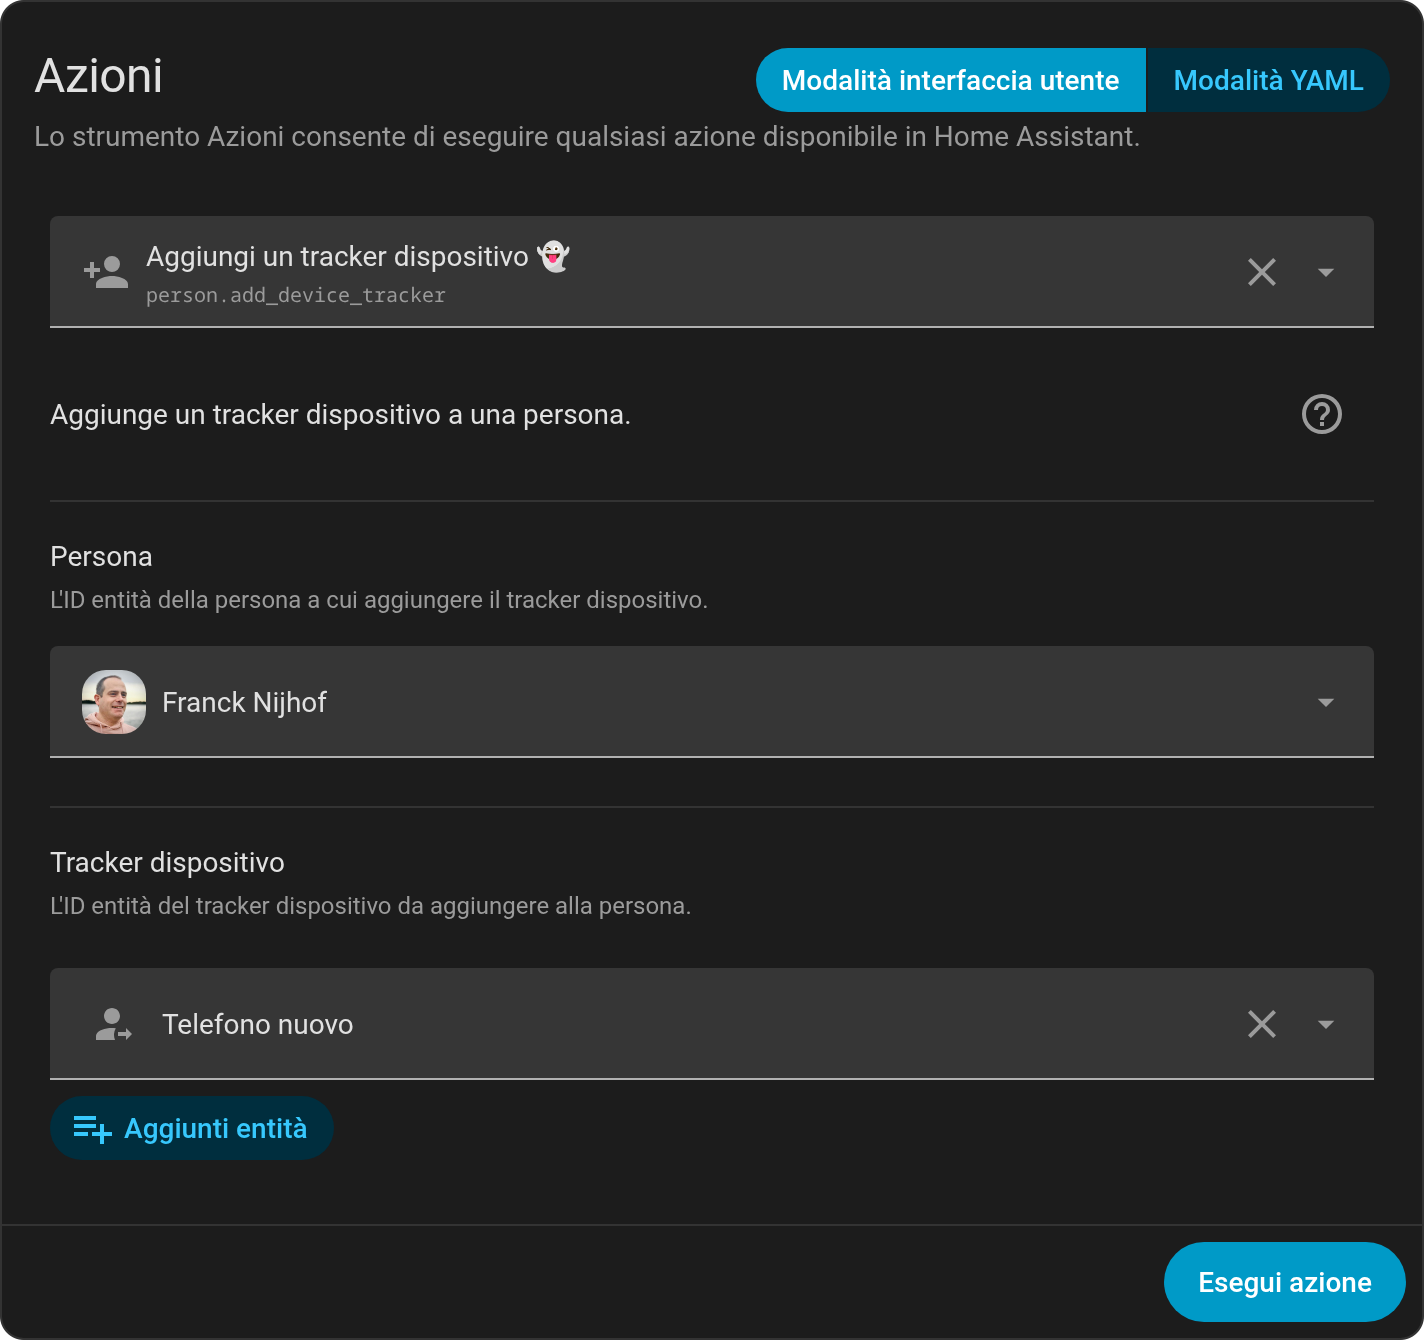 Azioni
Modalità interfaccia utente
Modalità YAML
Lo strumento Azioni consente di eseguire qualsiasi azione disponibile in Home Assistant.
Aggiungi un tracker dispositivo 👻
person.add_device_tracker
Aggiunge un tracker dispositivo a una persona.
Persona
L'ID entità della persona a cui aggiungere il tracker dispositivo.
Franck Nijhof
Tracker dispositivo
L'ID entità del tracker dispositivo da aggiungere alla persona.
Telefono nuovo
Aggiunti entità
Esegui azione